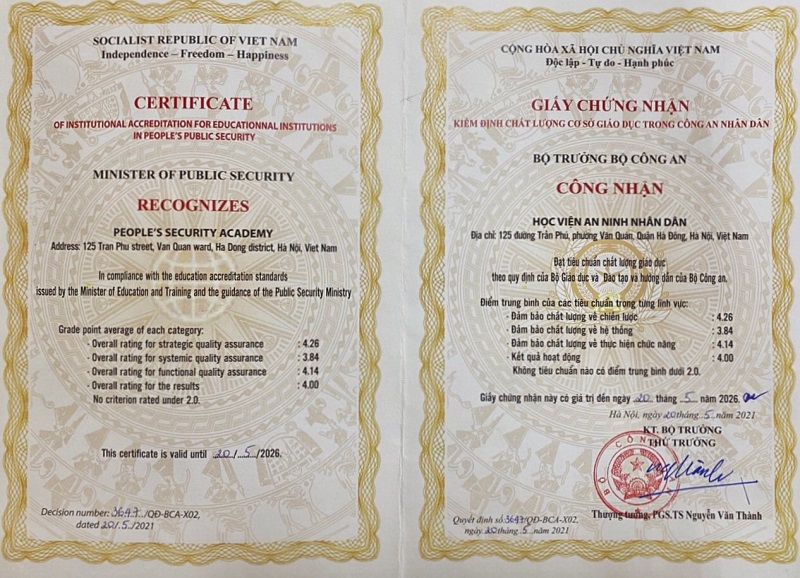 SOCIALIST REPUBLIC OF VIET NAM
Independence – Freedom – Happiness
CERTIFICATE
OF INSTITUTIONAL ACCREDITATION FOR EDUCATIONNAL INSTITUTIONS
IN PEOPLE'S PUBLIC SECURITY
MINISTER OF PUBLIC SECURITY
RECOGNIZES
PEOPLE'S SECURITY ACADEMY
Address: 125 Tran Phu street, Van Quan ward, Ha Dong district, Hà Nội, Viet Nam
In compliance with the education accreditation standards
issued by the Minister of Education and Training and the guidance of the Public Security Ministry
Grade point average of each category:
- Overall rating for strategic quality assurance : 4.26
- Overall rating for systemic quality assurance : 3.84
- Overall rating for functional quality assurance : 4.14
- Overall rating for the results : 4.00
No criterion rated under 2.0.
This certificate is valid until 20/5/2026.
Decision number: 3647/QĐ-BCA-X02,
dated 20/5/2021
CỘNG HÒA XÃ HỘI CHỦ NGHĨA VIỆT NAM
Độc lập - Tự do - Hạnh phúc
GIẤY CHỨNG NHẬN
KIỂM ĐỊNH CHẤT LƯỢNG CƠ SỞ GIÁO DỤC TRONG CÔNG AN NHÂN DÂN
BỘ TRƯỞNG BỘ CÔNG AN
CÔNG NHẬN
HỌC VIỆN AN NINH NHÂN DÂN
Địa chỉ: 125 đường Trần Phú, phường Văn Quán, Quận Hà Đông, Hà Nội, Việt Nam
Đạt tiêu chuẩn chất lượng giáo dục
theo quy định của Bộ Giáo dục và Đào tạo và hướng dẫn của Bộ Công an.
Điểm trung bình của các tiêu chuẩn trong từng lĩnh vực:
- Đảm bảo chất lượng về chiến lược : 4.26
- Đảm bảo chất lượng về hệ thống : 3.84
- Đảm bảo chất lượng về thực hiện chức năng : 4.14
- Kết quả hoạt động : 4.00
Không tiêu chuẩn nào có điểm trung bình dưới 2.0.
Giấy chứng nhận này có giá trị đến ngày 20 tháng 5 năm 2026.
Hà Nội, ngày 20 tháng 5 năm 2021
KT. BỘ TRƯỞNG
THỨ TRƯỞNG
Thượng tướng, PGS.TS Nguyễn Văn Thành
Quyết định số 3647/QĐ-BCA-X02,
ngày 20 tháng 5 năm 2021